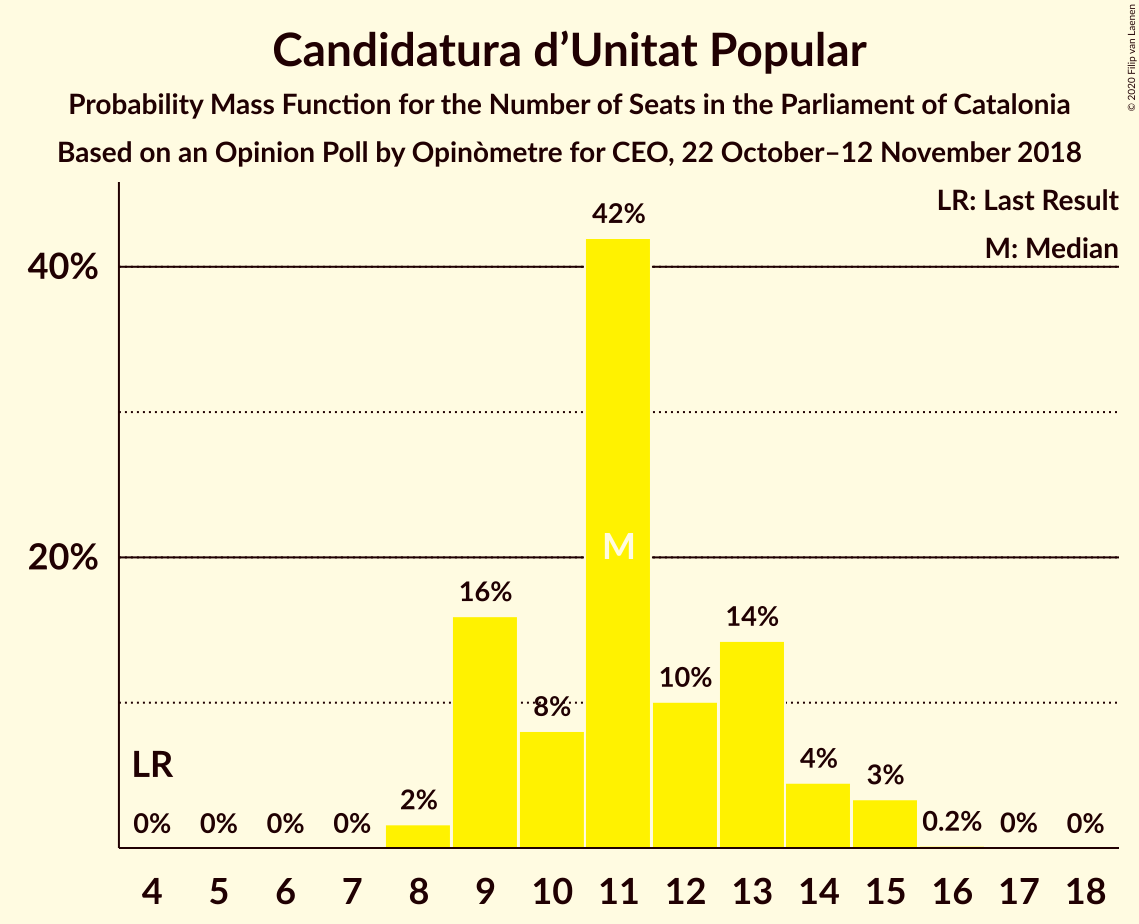 Candidatura d’Unitat Popular
Probability Mass Function for the Number of Seats in the Parliament of Catalonia
Based on an Opinion Poll by Opinòmetre for CEO, 22 October–12 November 2018
© 2020 Filip van Laenen
LR: Last Result
M: Median
42%
40%
M
20%
16%
14%
10%
8%
LR
4%
3%
2%
0% 0% 0% 0% 0.2% 0% 0%
4 5 6 7 8 9 10 11 12 13 14 15 16 17 18